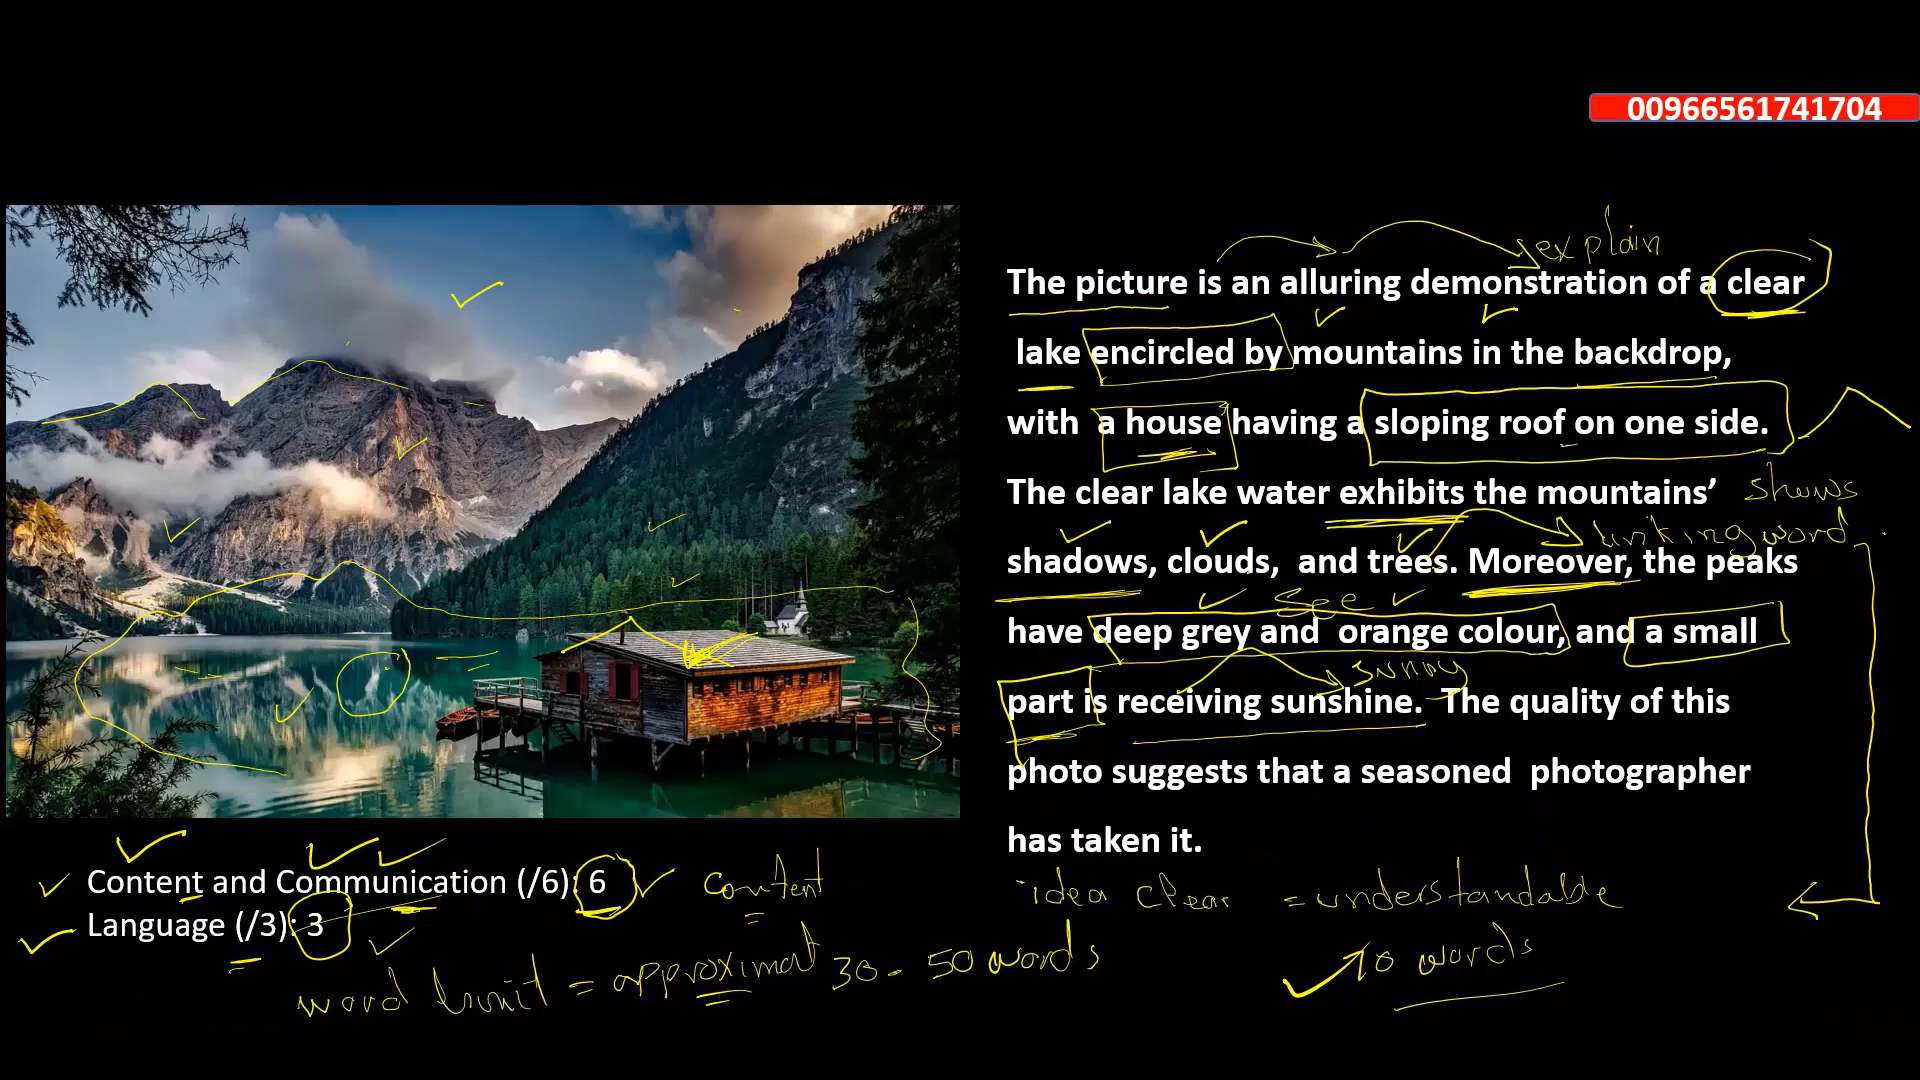 00966561741704
explain
The picture is an alluring demonstration of a clear
lake encircled by mountains in the backdrop,
with a house having a sloping roof on one side.
The clear lake water exhibits the mountains’ shows
linking word
shadows, clouds, and trees. Moreover, the peaks
See
have deep grey and orange colour, and a small
sunny
part is receiving sunshine. The quality of this
photo suggests that a seasoned photographer
has taken it.
Content and Communication (/6): 6 content
idea clear = understandable
Language (/3): 3
word limit = approximat 30 - 50 words
words